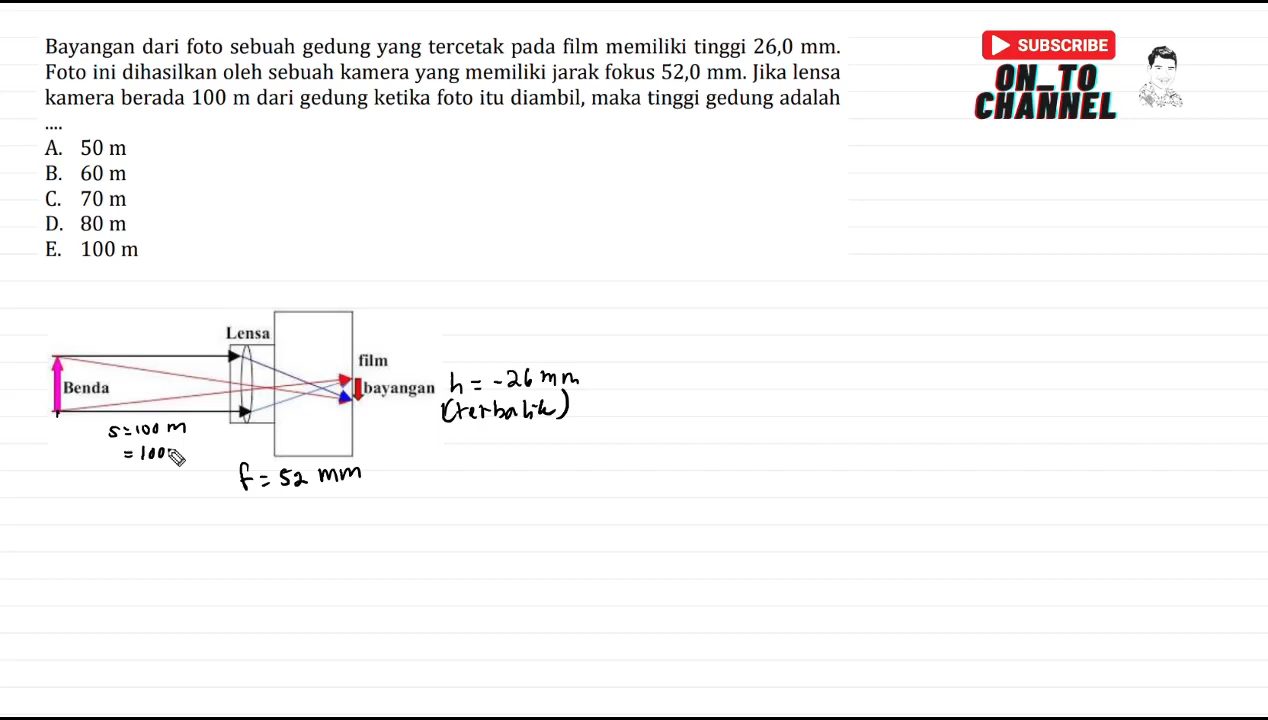 Bayangan dari foto sebuah gedung yang tercetak pada film memiliki tinggi 26,0 mm.
Foto ini dihasilkan oleh sebuah kamera yang memiliki jarak fokus 52,0 mm. Jika lensa
kamera berada 100 m dari gedung ketika foto itu diambil, maka tinggi gedung adalah
....
A. 50 m
B. 60 m
C. 70 m
D. 80 m
E. 100 m
SUBSCRIBE
ON_TO
CHANNEL
Lensa
film
Benda
bayangan
h = -26 mm
(terbalik)
s = 100 m
= 100
f = 52 mm